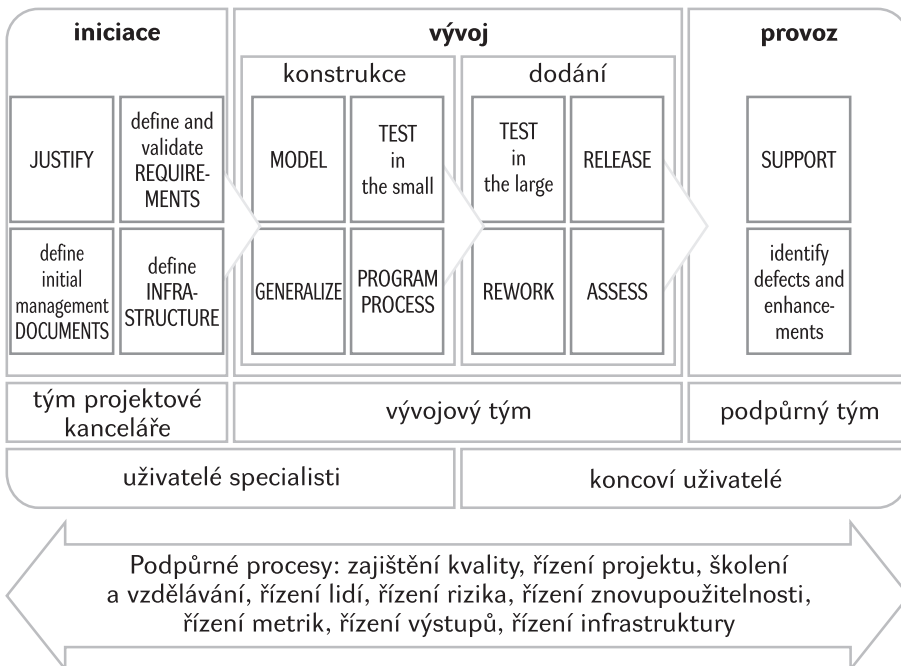 iniciace
vývoj
provoz
konstrukce
dodání
JUSTIFY
define and
validate
REQUIRE-
MENTS
MODEL
TEST
in
the small
TEST
in
the large
RELEASE
SUPPORT
define
initial
management
DOCUMENTS
define
INFRA-
STRUCTURE
GENERALIZE
PROGRAM
PROCESS
REWORK
ASSESS
identify
defects and
enhance-
ments
tým projektové
kanceláře
vývojový tým
podpůrný tým
uživatelé specialisti
koncoví uživatelé
Podpůrné procesy: zajištění kvality, řízení projektu, školení
a vzdělávání, řízení lidí, řízení rizika, řízení znovupoužitelnosti,
řízení metrik, řízení výstupů, řízení infrastruktury